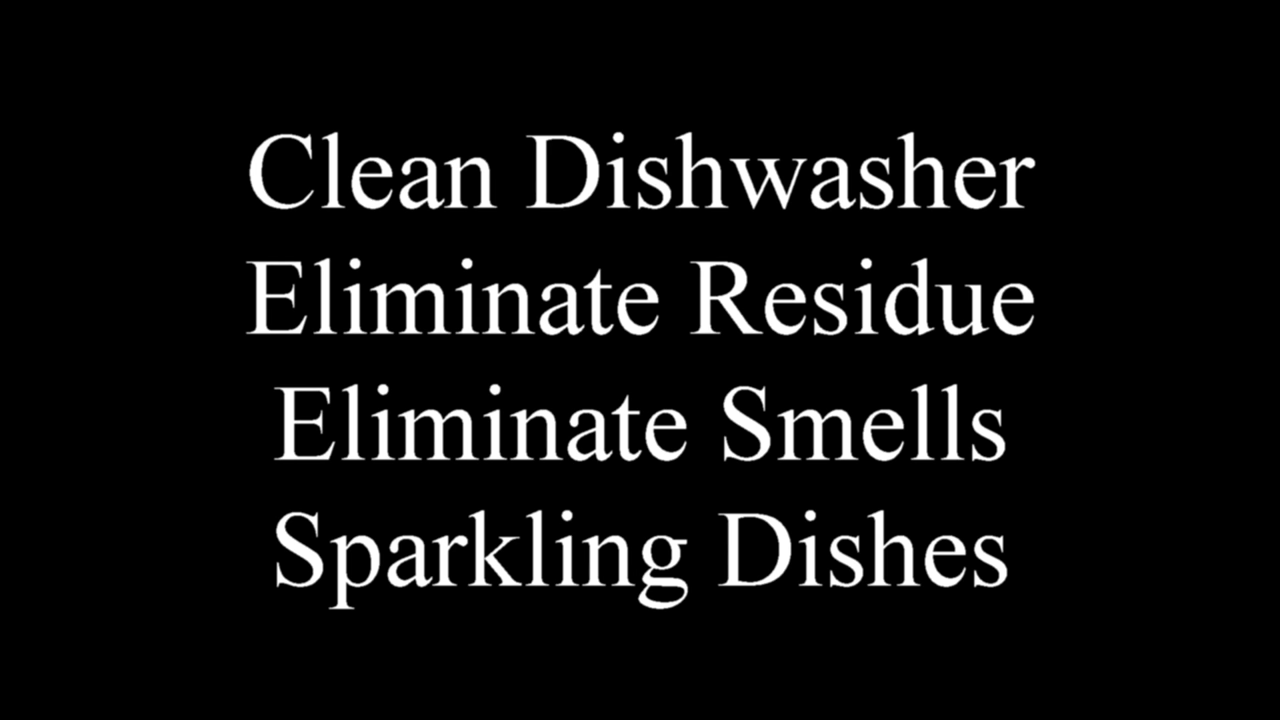 Clean Dishwasher
Eliminate Residue
Eliminate Smells
Sparkling Dishes